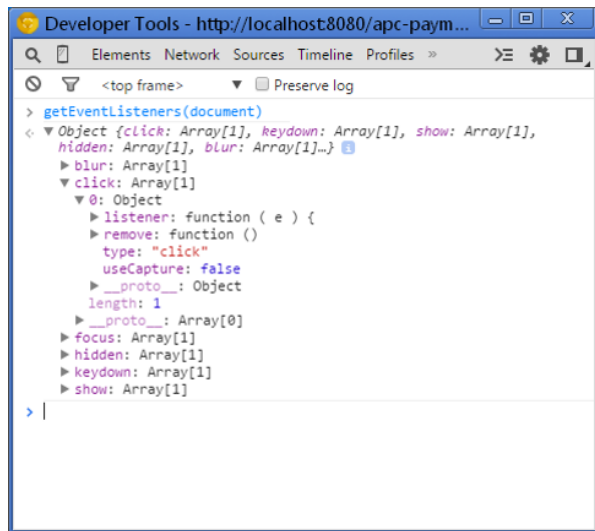 Developer Tools - http://localhost:8080/apc-paym...
Elements Network Sources Timeline Profiles »
<top frame> ▼ Preserve log
> getEventListeners(document)
▼ Object {click: Array[1], keydown: Array[1], show: Array[1],
hidden: Array[1], blur: Array[1]…} i
▶ blur: Array[1]
▼ click: Array[1]
▼ 0: Object
▶ listener: function ( e ) {
▶ remove: function ()
type: "click"
useCapture: false
▶ __proto__: Object
length: 1
▶ __proto__: Array[0]
▶ focus: Array[1]
▶ hidden: Array[1]
▶ keydown: Array[1]
▶ show: Array[1]
>